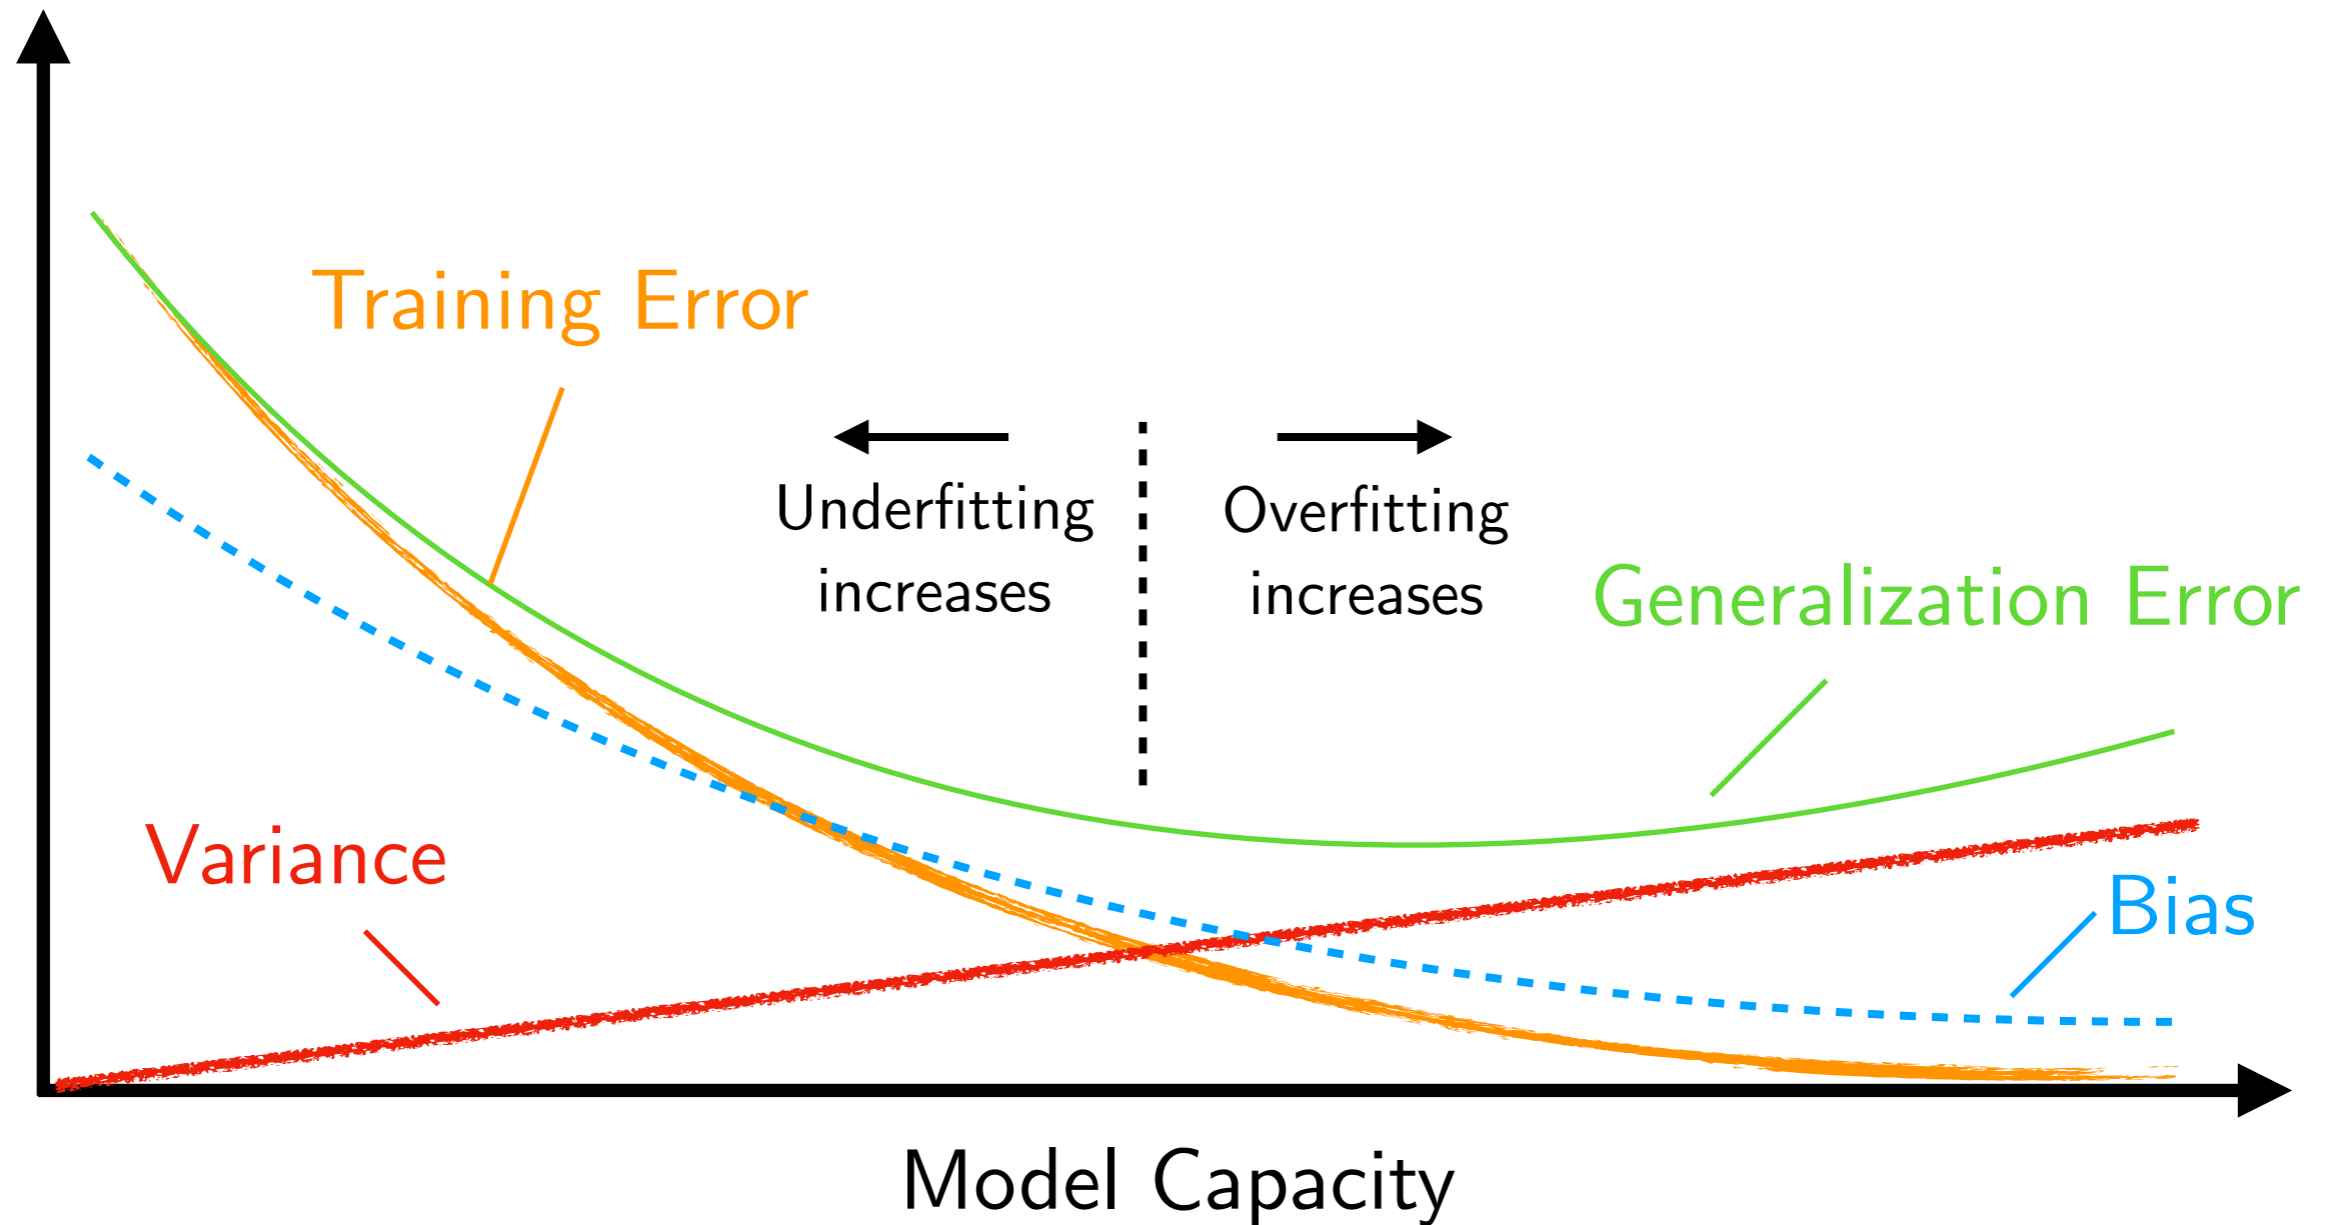 Training Error
Underfitting
increases
Overfitting
increases
Generalization Error
Variance
Bias
Model Capacity